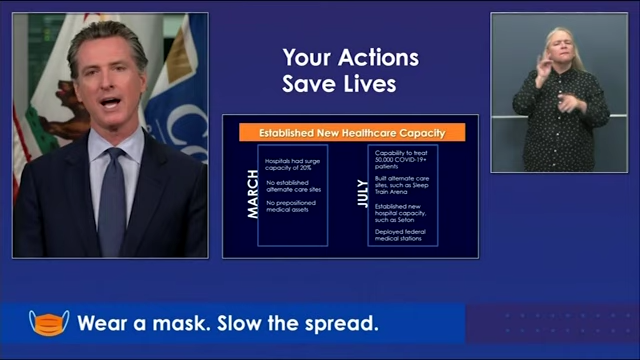 Your Actions
Save Lives
Established New Healthcare Capacity
MARCH
Hospitals had surge
capacity of 20%
No established
alternate care sites
No prepositioned
medical assets
JULY
Capability to treat
50,000 COVID-19+
patients
Built alternate care
sites, such as Sleep
Train Arena
Established new
hospital capacity,
such as Seton
Deployed federal
medical stations
Wear a mask. Slow the spread.